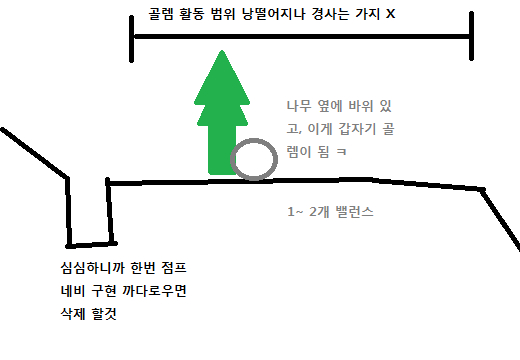 골렘 활동 범위 낭떨어지나 경사는 가지 X
나무 옆에 바위 있
고, 이게 갑자기 골
렘이 됨 ㅋ
1~ 2개 밸런스
심심하니까 한번 점프
네비 구현 까다로우면
삭제 할것